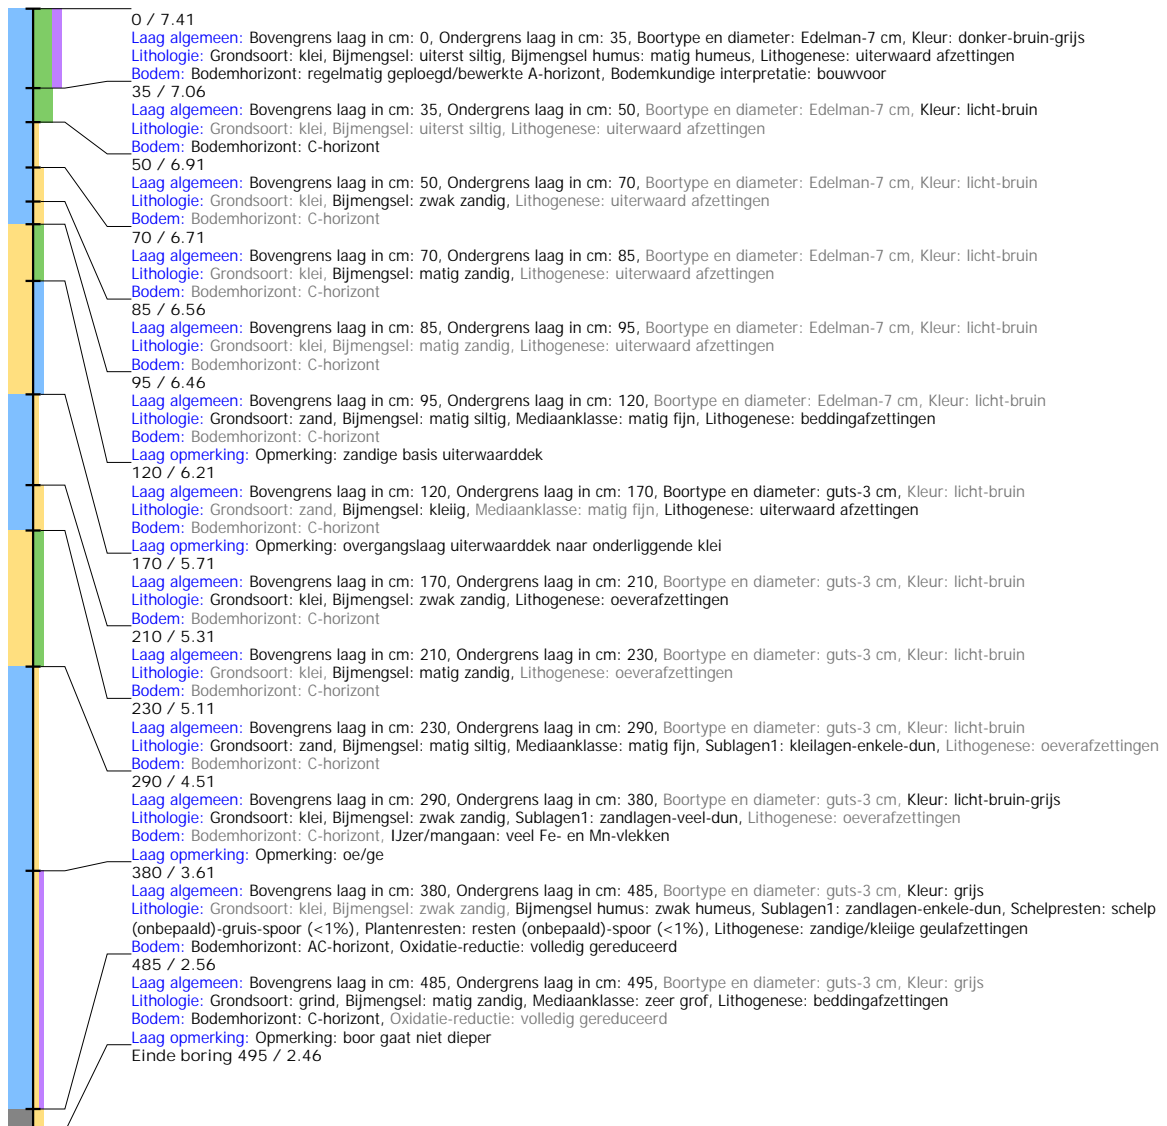 0 / 7.41
Laag algemeen: Bovengrens laag in cm: 0, Ondergrens laag in cm: 35, Boortype en diameter: Edelman-7 cm, Kleur: donker-bruin-grijs
Lithologie: Grondsoort: klei, Bijmengsel: uiterst siltig, Bijmengsel humus: matig humeus, Lithogenese: uiterwaard afzettingen
Bodem: Bodemhorizont: regelmatig geploegd/bewerkte A-horizont, Bodemkundige interpretatie: bouwvoor
35 / 7.06
Laag algemeen: Bovengrens laag in cm: 35, Ondergrens laag in cm: 50, Boortype en diameter: Edelman-7 cm, Kleur: licht-bruin
Lithologie: Grondsoort: klei, Bijmengsel: uiterst siltig, Lithogenese: uiterwaard afzettingen
Bodem: Bodemhorizont: C-horizont
50 / 6.91
Laag algemeen: Bovengrens laag in cm: 50, Ondergrens laag in cm: 70, Boortype en diameter: Edelman-7 cm, Kleur: licht-bruin
Lithologie: Grondsoort: klei, Bijmengsel: zwak zandig, Lithogenese: uiterwaard afzettingen
Bodem: Bodemhorizont: C-horizont
70 / 6.71
Laag algemeen: Bovengrens laag in cm: 70, Ondergrens laag in cm: 85, Boortype en diameter: Edelman-7 cm, Kleur: licht-bruin
Lithologie: Grondsoort: klei, Bijmengsel: matig zandig, Lithogenese: uiterwaard afzettingen
Bodem: Bodemhorizont: C-horizont
85 / 6.56
Laag algemeen: Bovengrens laag in cm: 85, Ondergrens laag in cm: 95, Boortype en diameter: Edelman-7 cm, Kleur: licht-bruin
Lithologie: Grondsoort: klei, Bijmengsel: matig zandig, Lithogenese: uiterwaard afzettingen
Bodem: Bodemhorizont: C-horizont
95 / 6.46
Laag algemeen: Bovengrens laag in cm: 95, Ondergrens laag in cm: 120, Boortype en diameter: Edelman-7 cm, Kleur: licht-bruin
Lithologie: Grondsoort: zand, Bijmengsel: matig siltig, Mediaanklasse: matig fijn, Lithogenese: beddingafzettingen
Bodem: Bodemhorizont: C-horizont
Laag opmerking: Opmerking: zandige basis uiterwaarddek
120 / 6.21
Laag algemeen: Bovengrens laag in cm: 120, Ondergrens laag in cm: 170, Boortype en diameter: guts-3 cm, Kleur: licht-bruin
Lithologie: Grondsoort: zand, Bijmengsel: kleiig, Mediaanklasse: matig fijn, Lithogenese: uiterwaard afzettingen
Bodem: Bodemhorizont: C-horizont
Laag opmerking: Opmerking: overgangslaag uiterwaarddek naar onderliggende klei
170 / 5.71
Laag algemeen: Bovengrens laag in cm: 170, Ondergrens laag in cm: 210, Boortype en diameter: guts-3 cm, Kleur: licht-bruin
Lithologie: Grondsoort: klei, Bijmengsel: zwak zandig, Lithogenese: oeverafzettingen
Bodem: Bodemhorizont: C-horizont
210 / 5.31
Laag algemeen: Bovengrens laag in cm: 210, Ondergrens laag in cm: 230, Boortype en diameter: guts-3 cm, Kleur: licht-bruin
Lithologie: Grondsoort: klei, Bijmengsel: matig zandig, Lithogenese: oeverafzettingen
Bodem: Bodemhorizont: C-horizont
230 / 5.11
Laag algemeen: Bovengrens laag in cm: 230, Ondergrens laag in cm: 290, Boortype en diameter: guts-3 cm, Kleur: licht-bruin
Lithologie: Grondsoort: zand, Bijmengsel: matig siltig, Mediaanklasse: matig fijn, Sublagen1: kleilagen-enkele-dun, Lithogenese: oeverafzettingen
Bodem: Bodemhorizont: C-horizont
290 / 4.51
Laag algemeen: Bovengrens laag in cm: 290, Ondergrens laag in cm: 380, Boortype en diameter: guts-3 cm, Kleur: licht-bruin-grijs
Lithologie: Grondsoort: klei, Bijmengsel: zwak zandig, Sublagen1: zandlagen-veel-dun, Lithogenese: oeverafzettingen
Bodem: Bodemhorizont: C-horizont, IJzer/mangaan: veel Fe- en Mn-vlekken
Laag opmerking: Opmerking: oe/ge
380 / 3.61
Laag algemeen: Bovengrens laag in cm: 380, Ondergrens laag in cm: 485, Boortype en diameter: guts-3 cm, Kleur: grijs
Lithologie: Grondsoort: klei, Bijmengsel: zwak zandig, Bijmengsel humus: zwak humeus, Sublagen1: zandlagen-enkele-dun, Schelpresten: schelp
(onbepaald)-gruis-spoor (<1%), Plantenresten: resten (onbepaald)-spoor (<1%), Lithogenese: zandige/kleiige geulafzettingen
Bodem: Bodemhorizont: AC-horizont, Oxidatie-reductie: volledig gereduceerd
485 / 2.56
Laag algemeen: Bovengrens laag in cm: 485, Ondergrens laag in cm: 495, Boortype en diameter: guts-3 cm, Kleur: grijs
Lithologie: Grondsoort: grind, Bijmengsel: matig zandig, Mediaanklasse: zeer grof, Lithogenese: beddingafzettingen
Bodem: Bodemhorizont: C-horizont, Oxidatie-reductie: volledig gereduceerd
Laag opmerking: Opmerking: boor gaat niet dieper
Einde boring 495 / 2.46